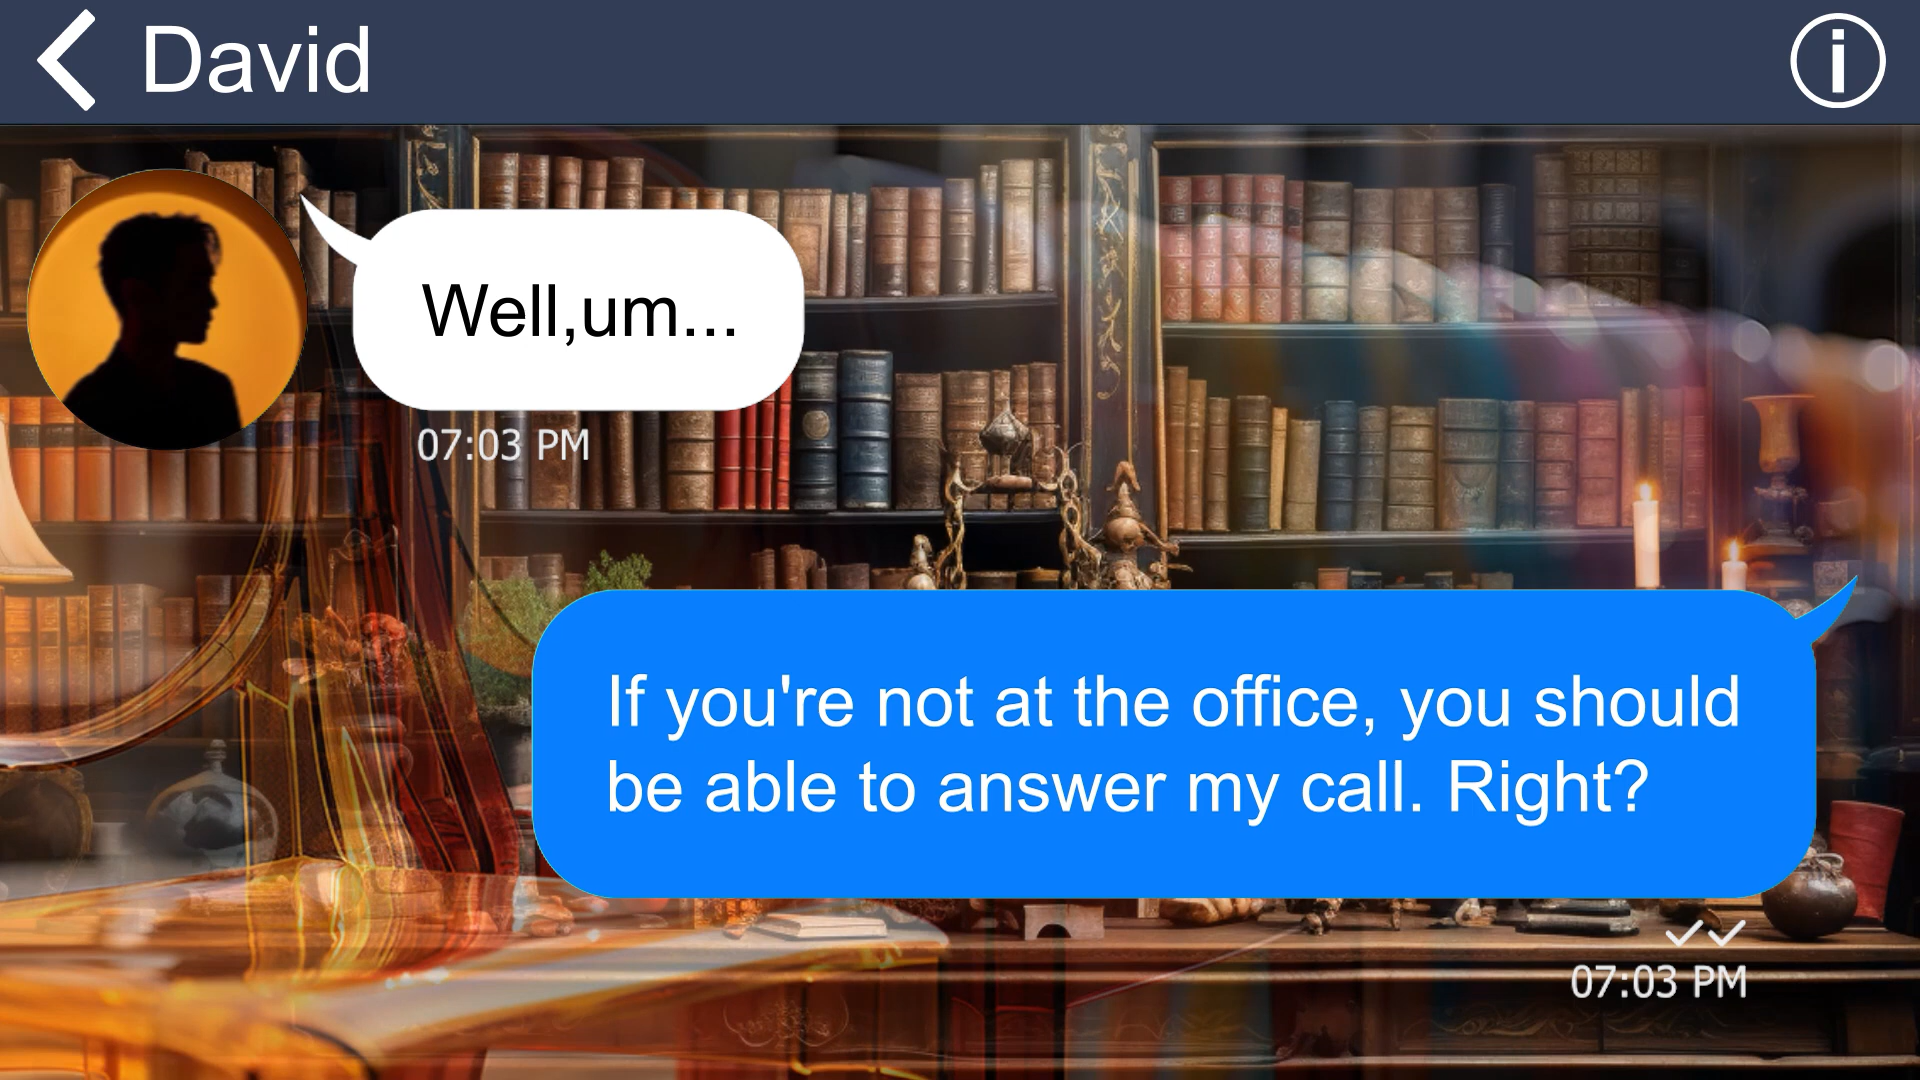 David
Well,um...
07:03 PM
If you're not at the office, you should
be able to answer my call. Right?
07:03 PM